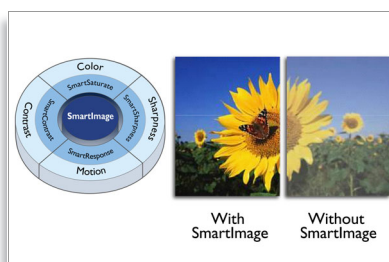 Color
SmartSaturate
Contrast
SmartContrast
SmartImage
SmartSharpness
Sharpness
SmartResponse
Motion
With
SmartImage
Without
SmartImage